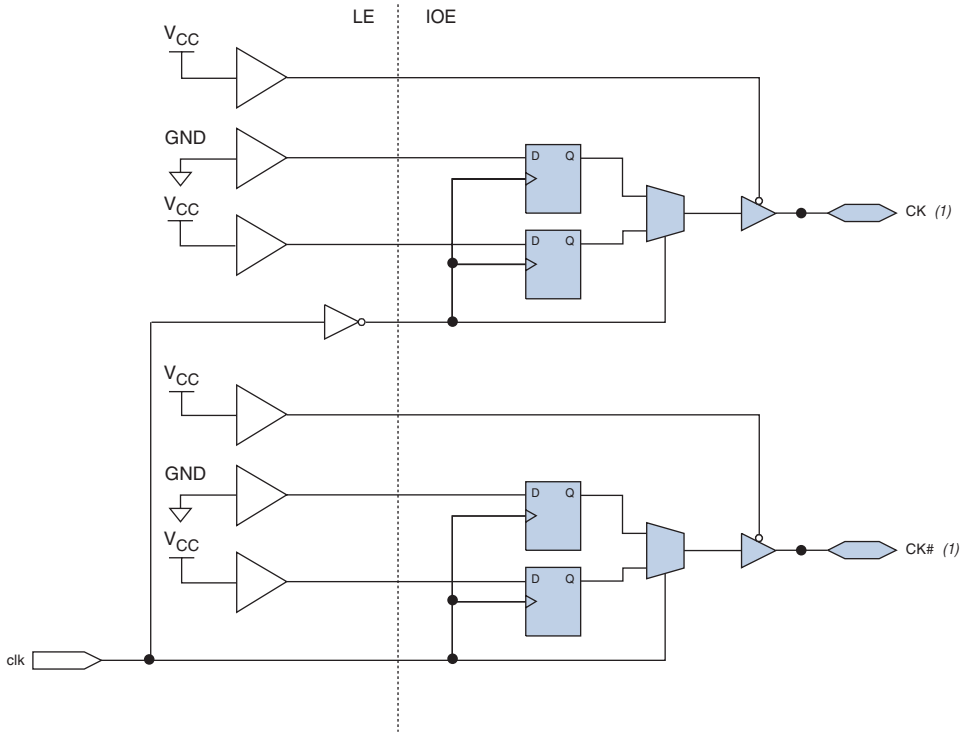 LE IOE
VCC
GND
D Q
VCC
CK (1)
D Q
VCC
GND
D Q
VCC
CK# (1)
D Q
clk